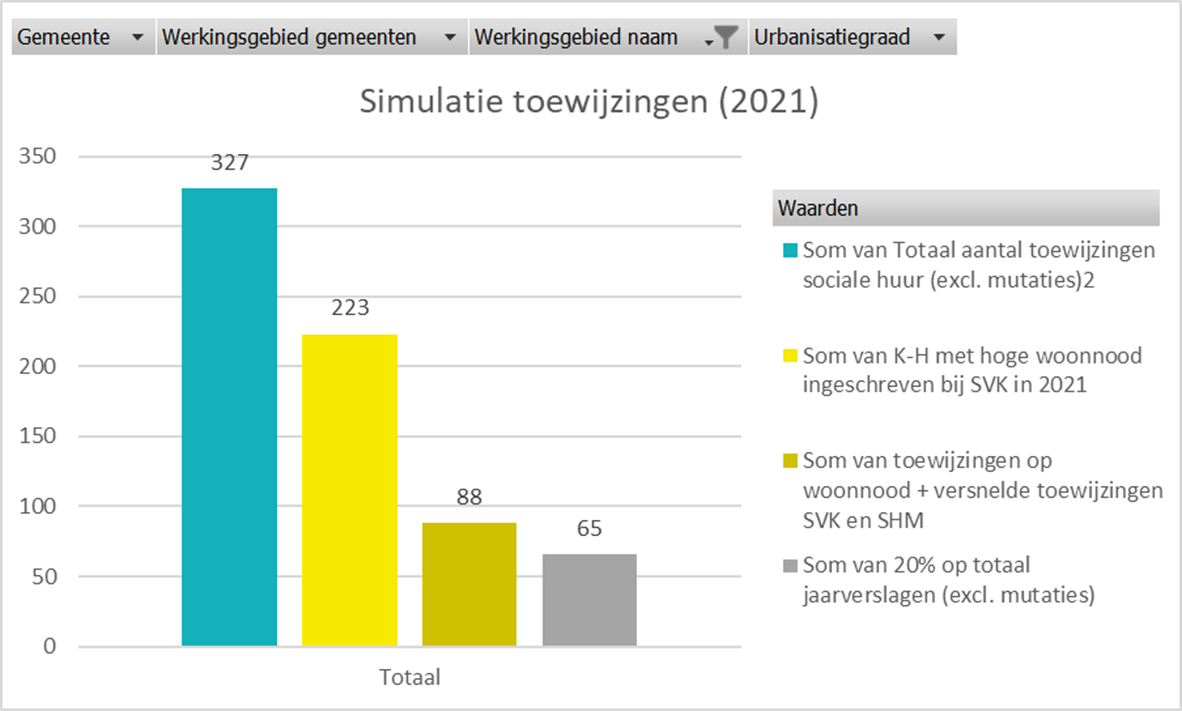 Gemeente
Werkingsgebied gemeenten
Werkingsgebied naam
Urbanisatiegraad
Simulatie toewijzingen (2021)
350
300
250
200
150
100
50
0
327
223
88
65
Totaal
Waarden
Som van Totaal aantal toewijzingen
sociale huur (excl. mutaties)2
Som van K-H met hoge woonnood
ingeschreven bij SVK in 2021
Som van toewijzingen op
woonnood + versnelde toewijzingen
SVK en SHM
Som van 20% op totaal
jaarverslagen (excl. mutaties)